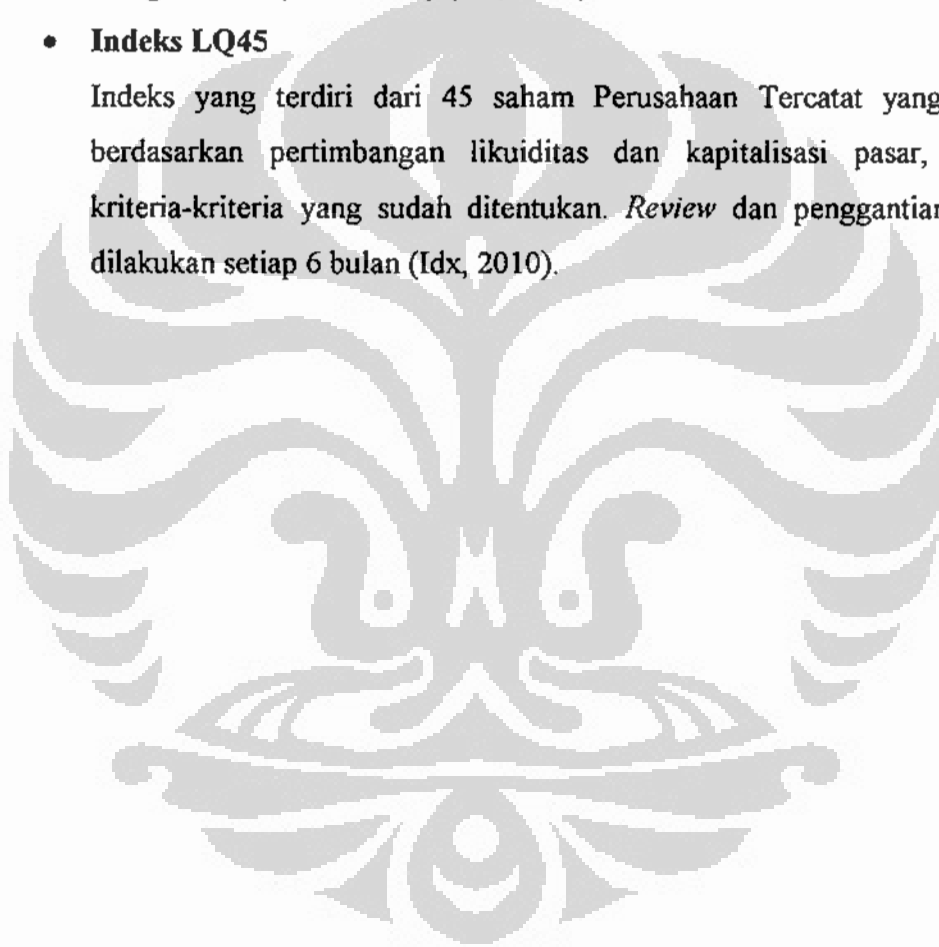 • Indeks LQ45
Indeks yang terdiri dari 45 saham Perusahaan Tercatat yang
berdasarkan pertimbangan likuiditas dan kapitalisasi pasar,
kriteria-kriteria yang sudah ditentukan. Review dan penggantian
dilakukan setiap 6 bulan (Idx, 2010).